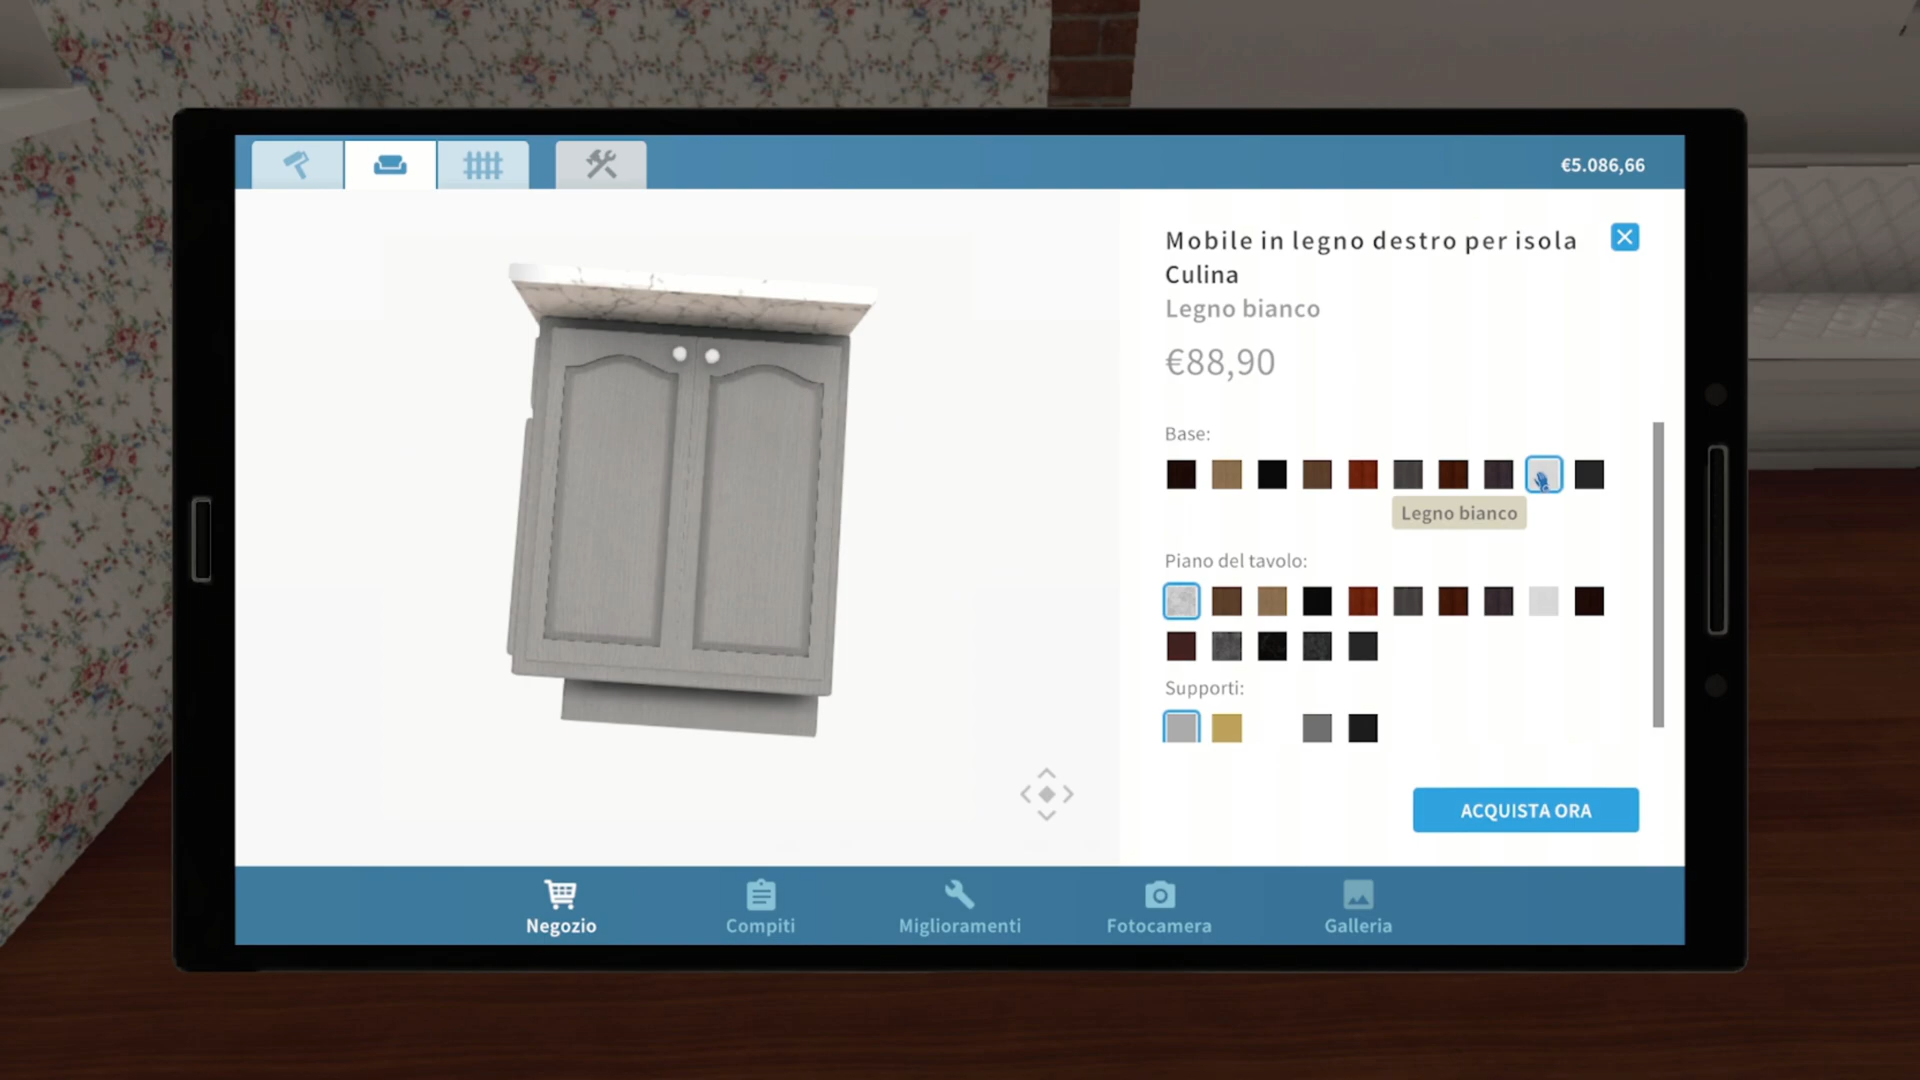 €5.086,66
Mobile in legno destro per isola
Culina
Legno bianco
€88,90
Base:
Legno bianco
Piano del tavolo:
Supporti:
ACQUISTA ORA
Negozio
Compiti
Miglioramenti
Fotocamera
Galleria